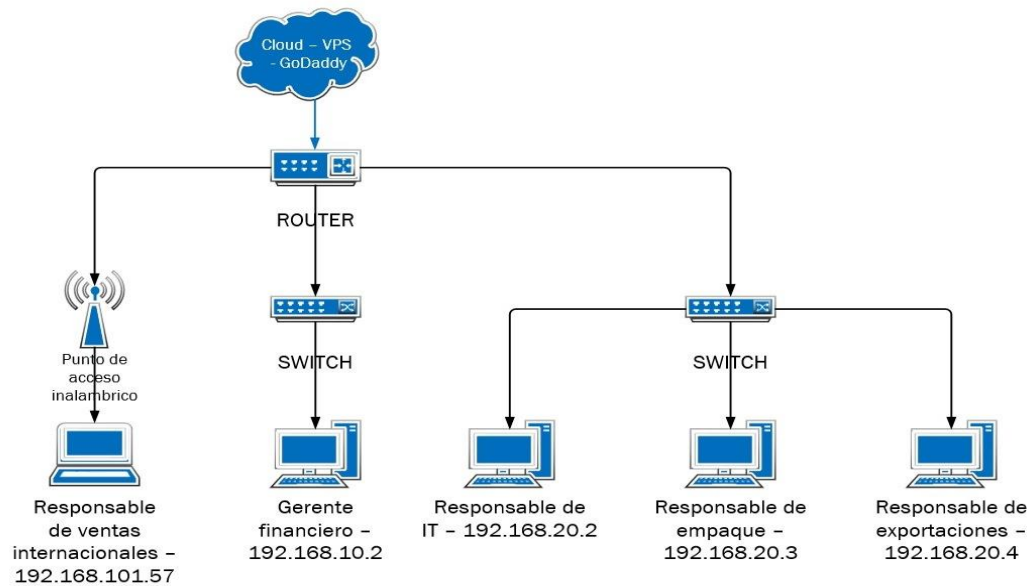 Cloud – VPS
- GoDaddy
ROUTER
Punto de
acceso
inalambrico
SWITCH
SWITCH
Responsable
de ventas
internacionales –
192.168.101.57
Gerente
financiero –
192.168.10.2
Responsable de
IT – 192.168.20.2
Responsable de
empaque –
192.168.20.3
Responsable de
exportaciones –
192.168.20.4